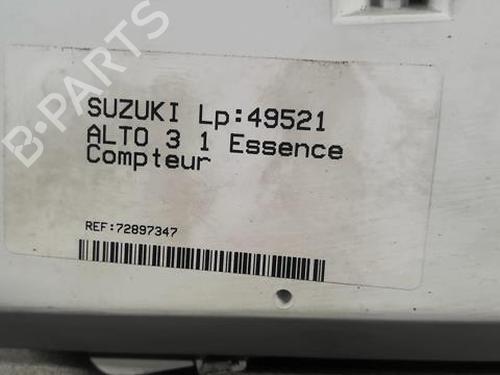 B-PARTS
SUZUKI Lp:49521
ALTO 3 1 Essence
Compteur
REF:72897347